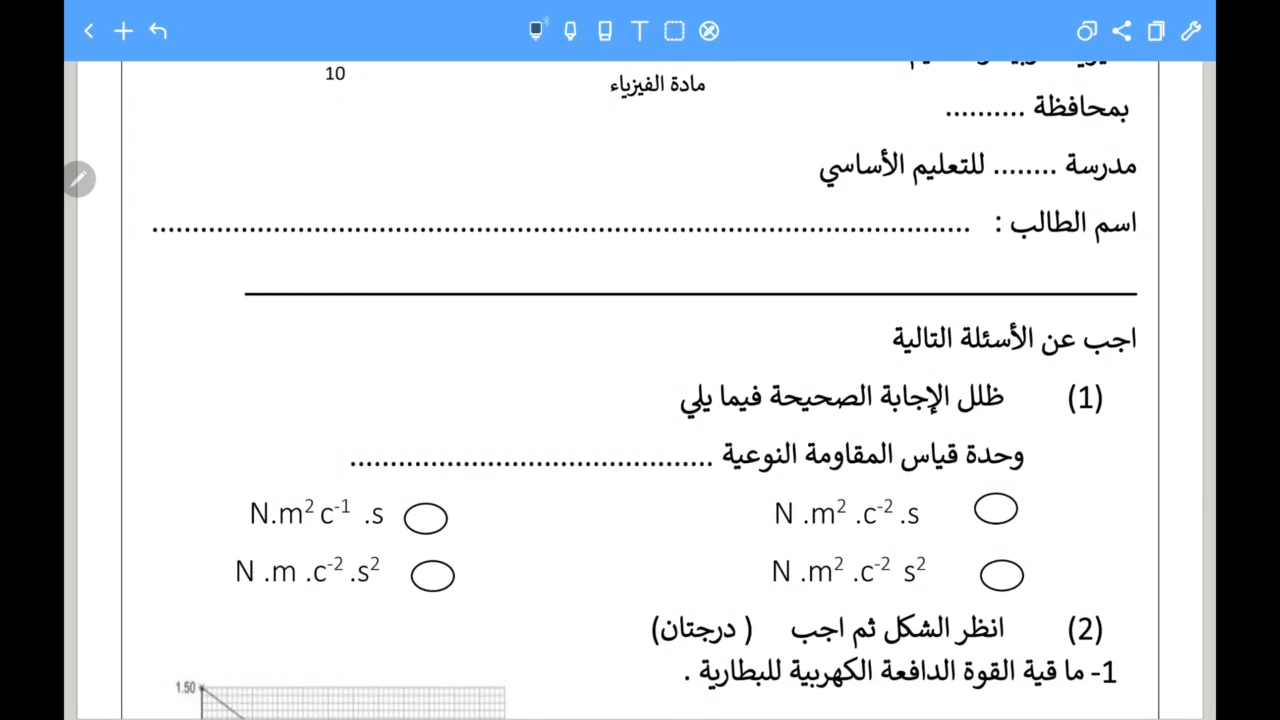 10
مادة الفيزياء
بمحافظة ..........
مدرسة ........ للتعليم الأساسي
اسم الطالب : ......................................................................................
اجب عن الأسئلة التالية
(1) ظلل الإجابة الصحيحة فيما يلي
وحدة قياس المقاومة النوعية ............................................
N .m² .c⁻² .s
N.m² c⁻¹ .s
N .m² .c⁻² s²
N .m .c⁻² .s²
(2) انظر الشكل ثم اجب ( درجتان)
1- ما قية القوة الدافعة الكهربية للبطارية .
1.50